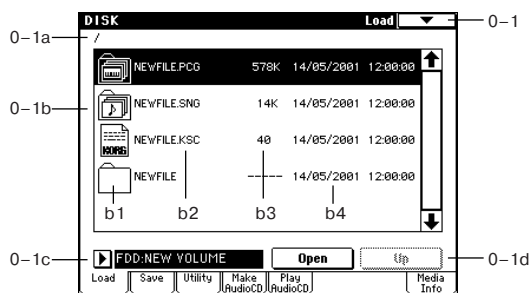 DISK Load 0–1
0–1a /
NEWFILE.PCG 578K 14/05/2001 12:00:00
0–1b NEWFILE.SNG 14K 14/05/2001 12:00:00
KORG NEWFILE.KSC 40 14/05/2001 12:00:00
NEWFILE ------ 14/05/2001 12:00:00
b1 b2 b3 b4
0–1c FDD:NEW VOLUME Open Up 0–1d
Load Save Utility Make AudioCD Play AudioCD Media Info